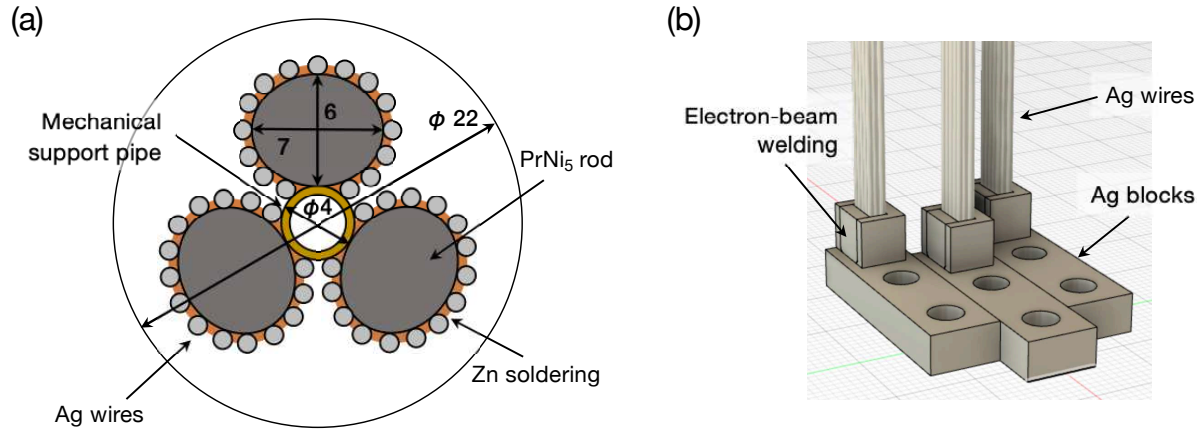 (a)
Mechanical
support pipe
6
7
ϕ 22
PrNi5 rod
ϕ4
Zn soldering
Ag wires
(b)
Electron-beam
welding
Ag wires
Ag blocks